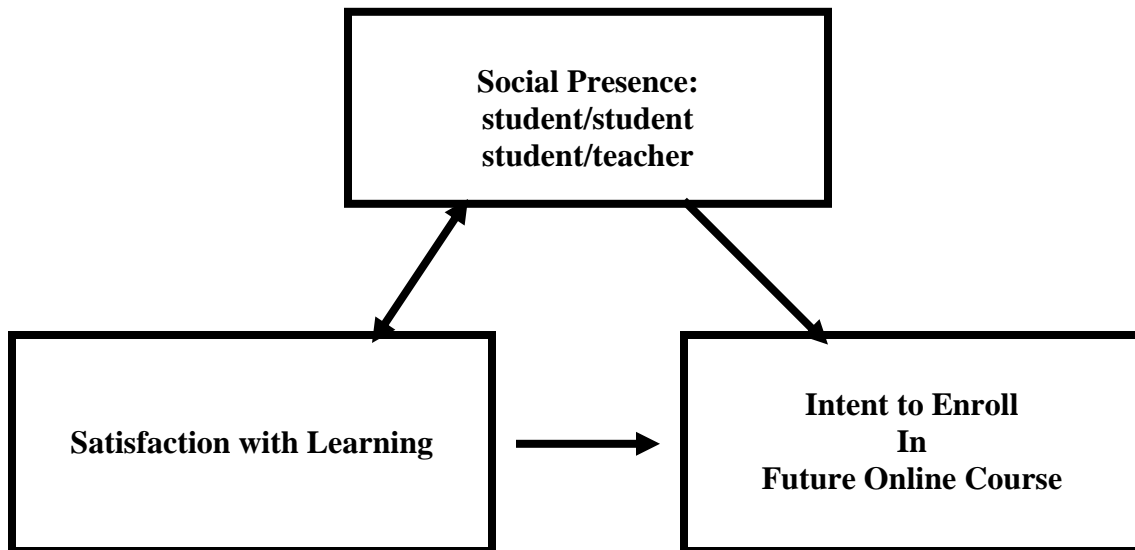 Social Presence:
student/student
student/teacher
Satisfaction with Learning
Intent to Enroll
In
Future Online Course